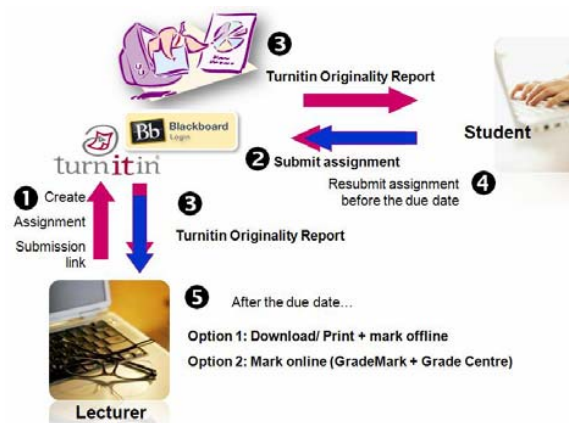 3
Turnitin Originality Report
Bb Blackboard
Login
turnitin
Student
2 Submit assignment
Resubmit assignment 4
before the due date
1 Create
Assignment
Submission
link
3
Turnitin Originality Report
5 After the due date…
Option 1: Download/ Print + mark offline
Option 2: Mark online (GradeMark + Grade Centre)
Lecturer